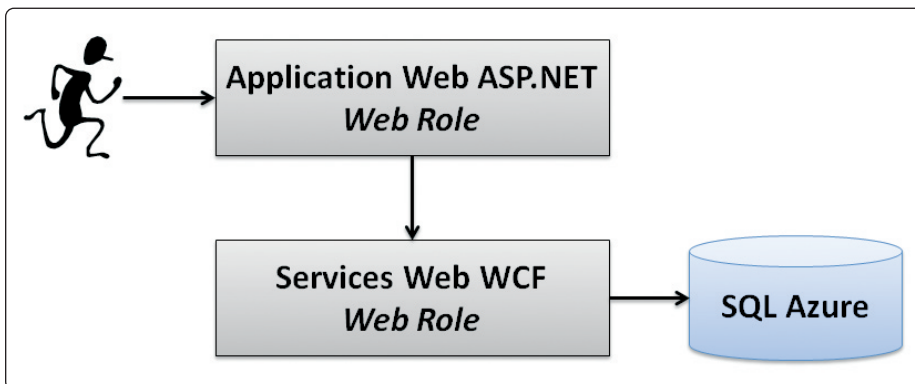 Application Web ASP.NET
Web Role
Services Web WCF
Web Role
SQL Azure